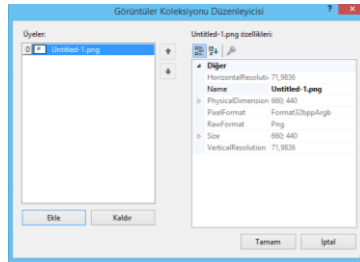 Görüntüler Koleksiyonu Düzenleyicisi
Üyeler:
0 Untitled-1.png
Ekle
Kaldır
Untitled-1.png özellikleri:
Diğer
HorizontalResoluti 71,9836
Name Untitled-1.png
PhysicalDimension 660; 440
PixelFormat Format32bppArgb
RawFormat Png
Size 660; 440
VerticalResolution 71,9836
Tamam
İptal